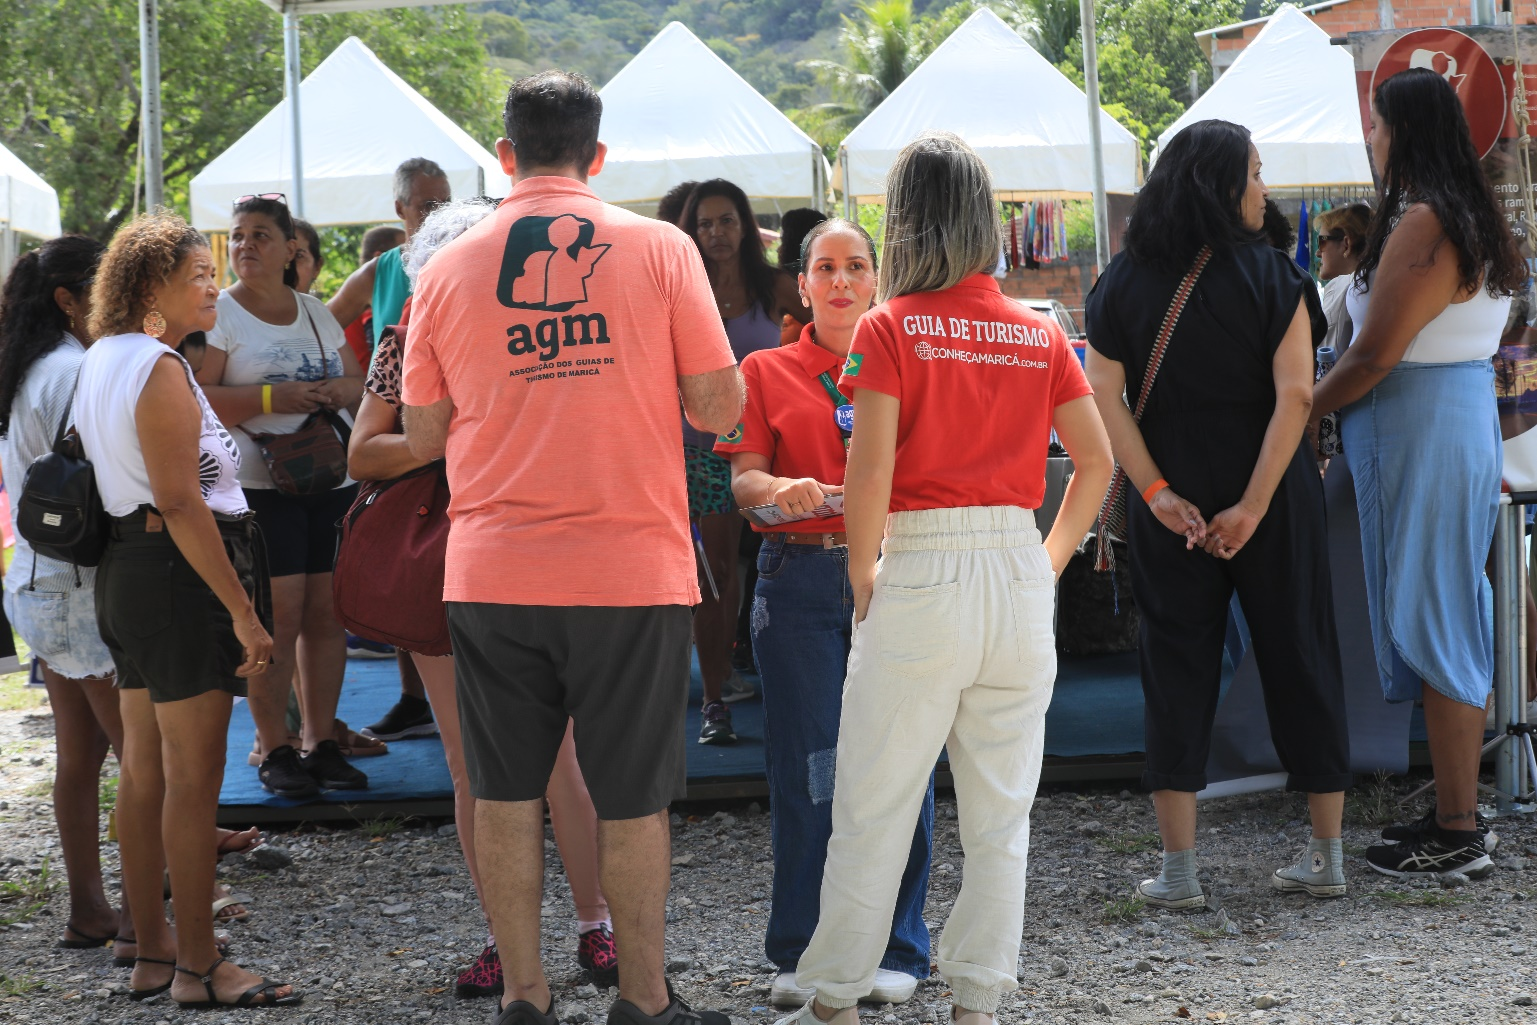 agm
ASSOCIAÇÃO DOS GUIAS DE
TURISMO DE MARICÁ
GUIA DE TURISMO
CONHEÇAMARICÁ.COM.BR